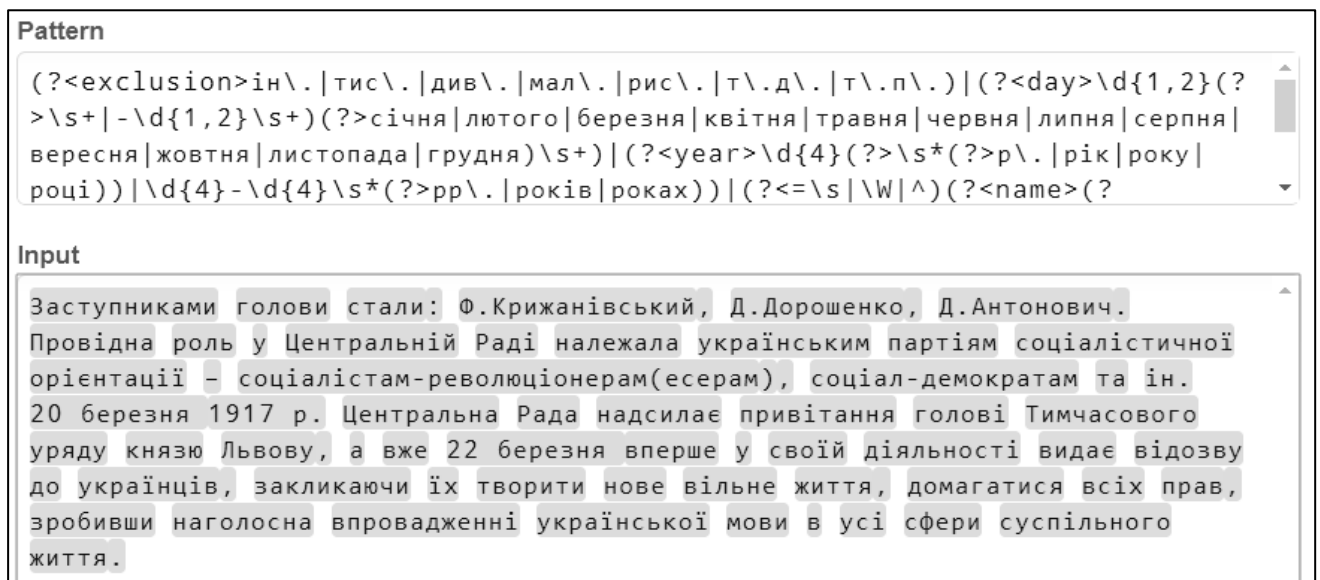 Pattern
(?<exclusion>ін\.|тис\.|див\.|мал\.|рис\.|т\.д\.|т\.п\.)|(?<day>\d{1,2}(?
>\s+|-\d{1,2}\s+)(?>січня|лютого|березня|квітня|травня|червня|липня|серпня|
вересня|жовтня|листопада|грудня)\s+)|(?<year>\d{4}(?>\s*(?>р\.|рік|року|
році))|\d{4}-\d{4}\s*(?>рр\.|років|роках))|(?<=\s|\W|^)(?<name>(?
Input
Заступниками голови стали: Ф.Крижанівський, Д.Дорошенко, Д.Антонович.
Провідна роль у Центральній Раді належала українським партіям соціалістичної
орієнтації – соціалістам-революціонерам(есерам), соціал-демократам та ін.
20 березня 1917 р. Центральна Рада надсилає привітання голові Тимчасового
уряду князю Львову, а вже 22 березня вперше у своїй діяльності видає відозву
до українців, закликаючи їх творити нове вільне життя, домагатися всіх прав,
зробивши наголосна впровадженні української мови в усі сфери суспільного
життя.